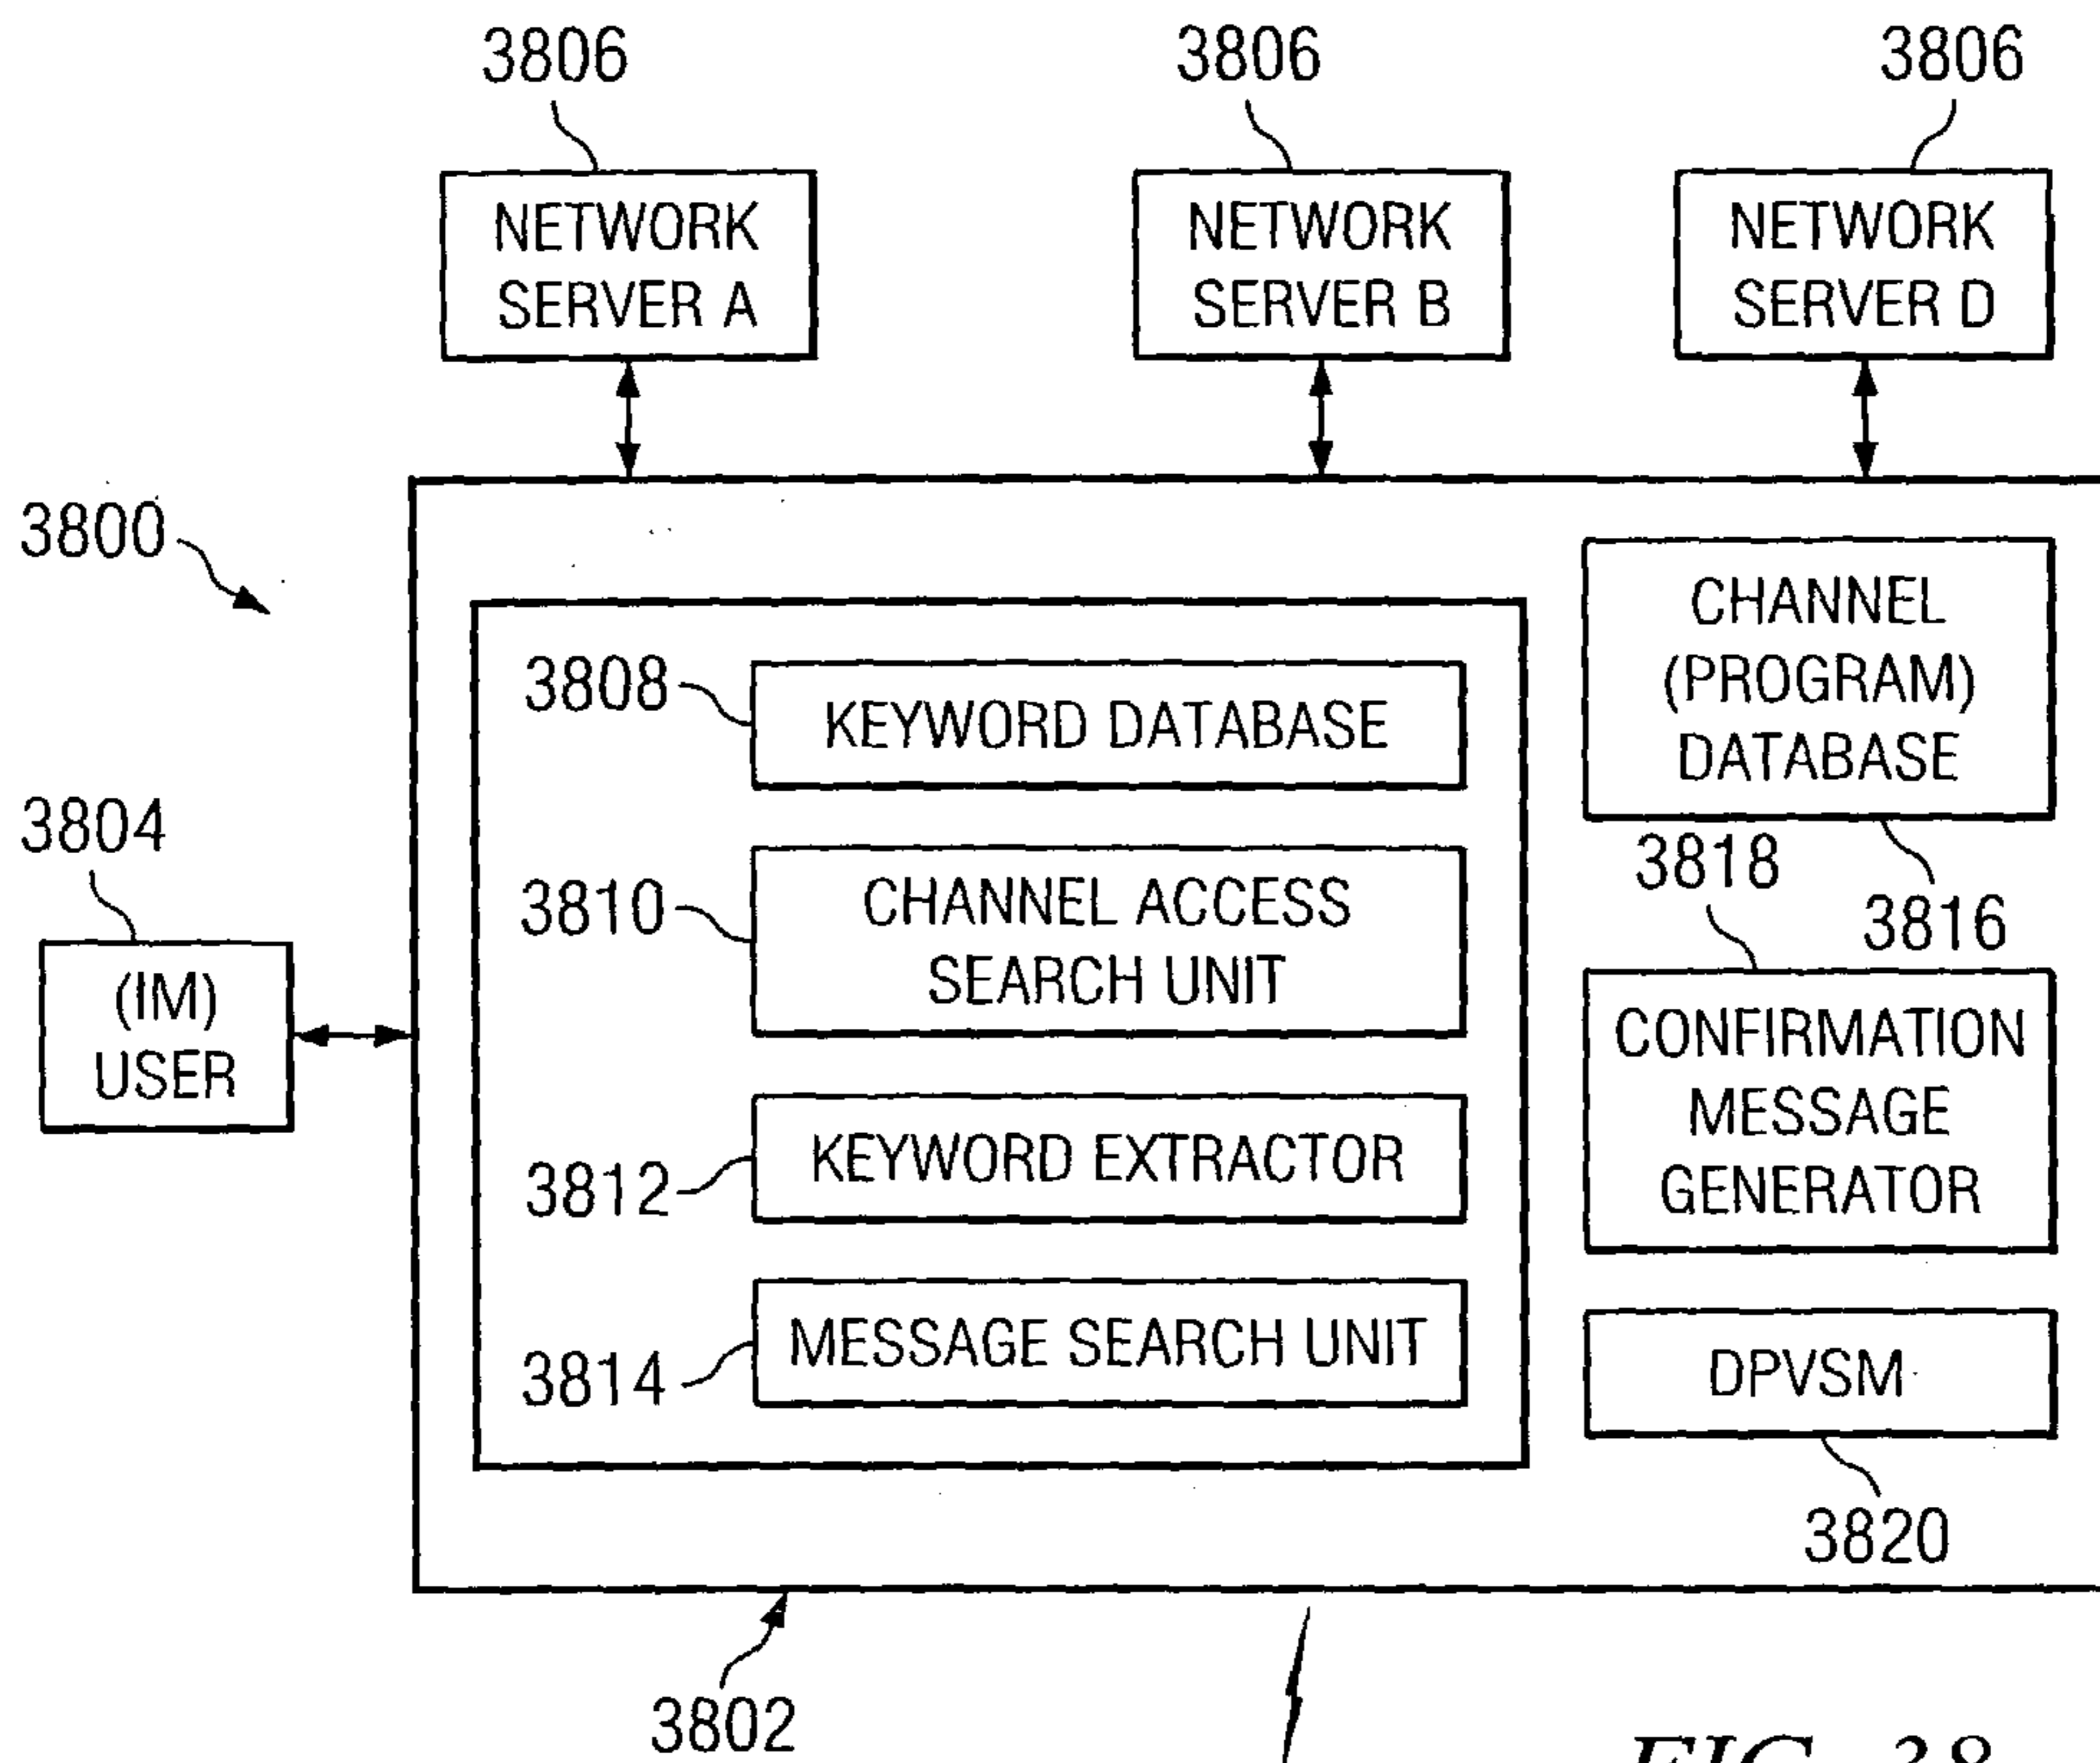 3806
3806
3806
NETWORK
SERVER A
NETWORK
SERVER B
NETWORK
SERVER D
3800
3808
KEYWORD DATABASE
CHANNEL
(PROGRAM)
DATABASE
3804
3810
CHANNEL ACCESS
SEARCH UNIT
3818
3816
(IM)
USER
CONFIRMATION
MESSAGE
GENERATOR
3812
KEYWORD EXTRACTOR
3814
MESSAGE SEARCH UNIT
DPVSM
3820
3802
FIG. 38